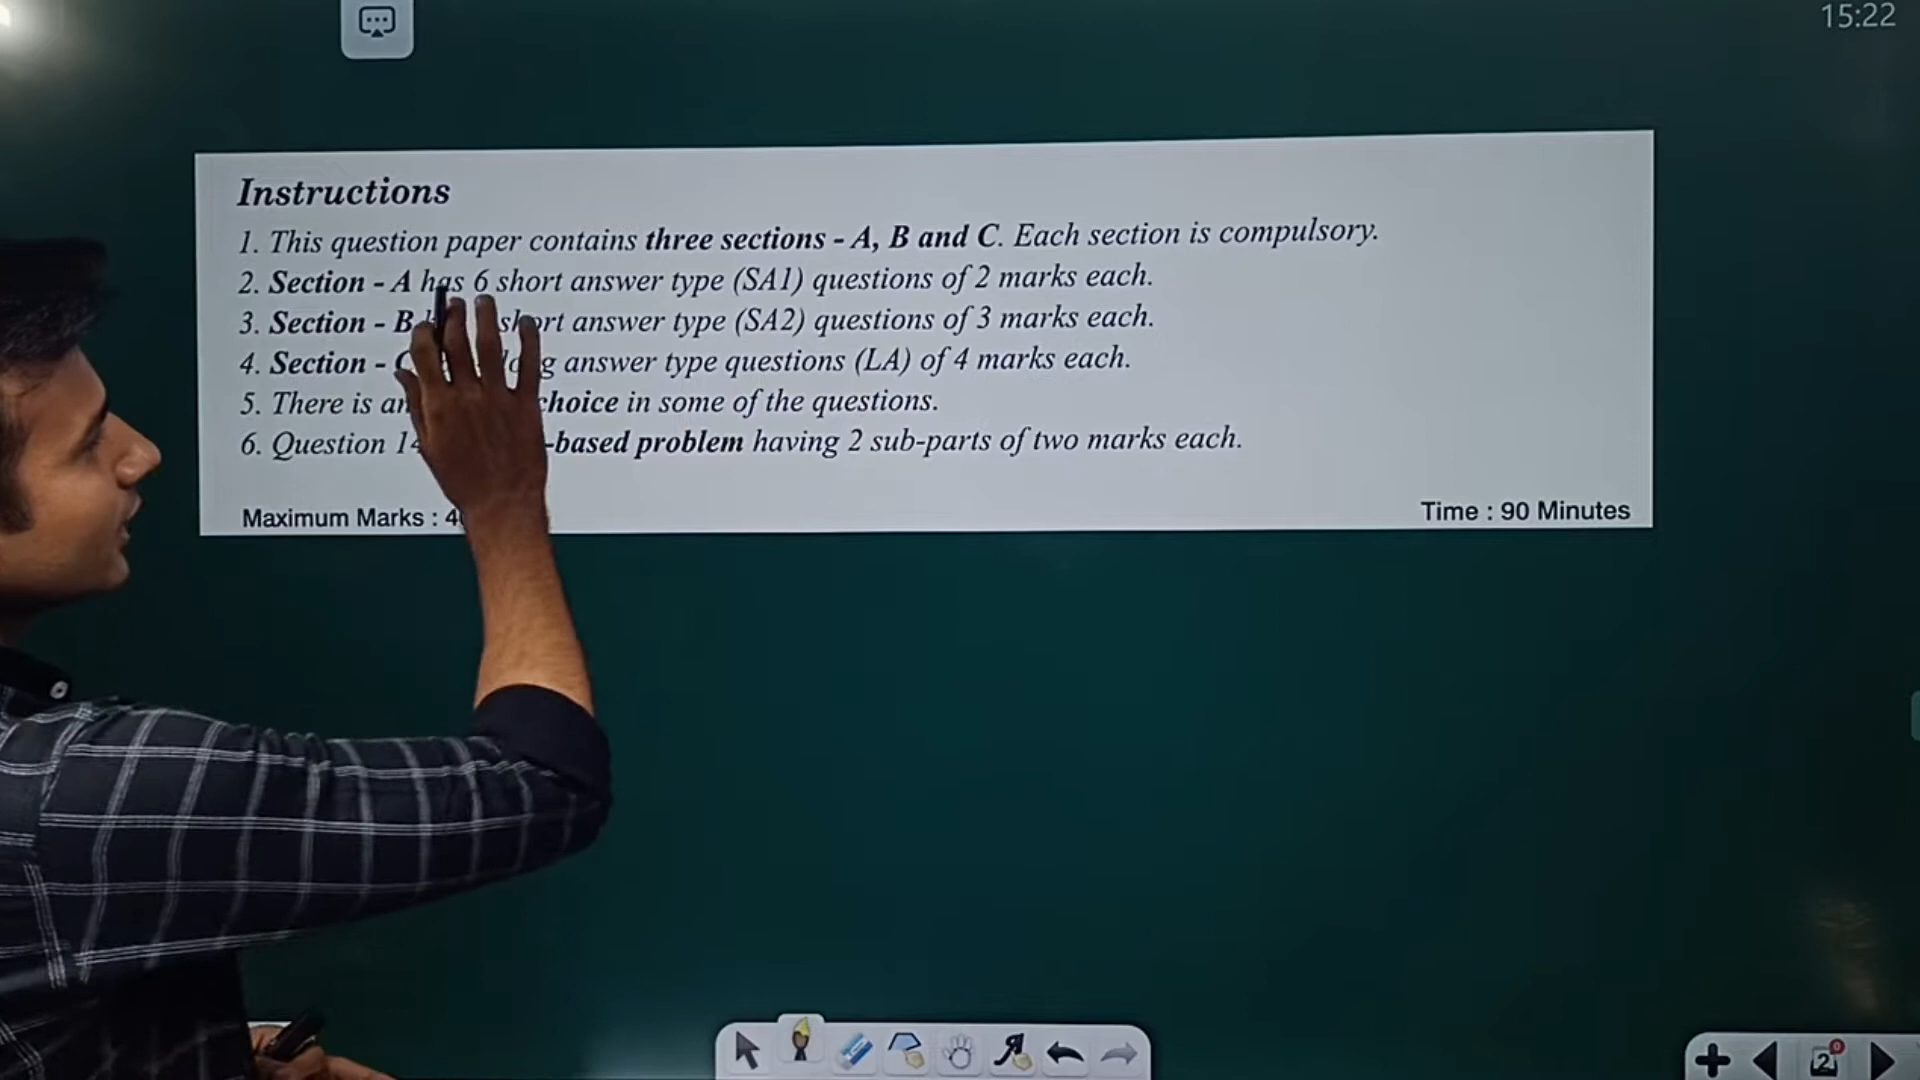 15:22
Instructions
1. This question paper contains three sections - A, B and C. Each section is compulsory.
2. Section - A has 6 short answer type (SA1) questions of 2 marks each.
3. Section - B short answer type (SA2) questions of 3 marks each.
4. Section - answer type questions (LA) of 4 marks each.
5. There is choice in some of the questions.
6. Question -based problem having 2 sub-parts of two marks each.
Maximum Marks :
Time : 90 Minutes
2